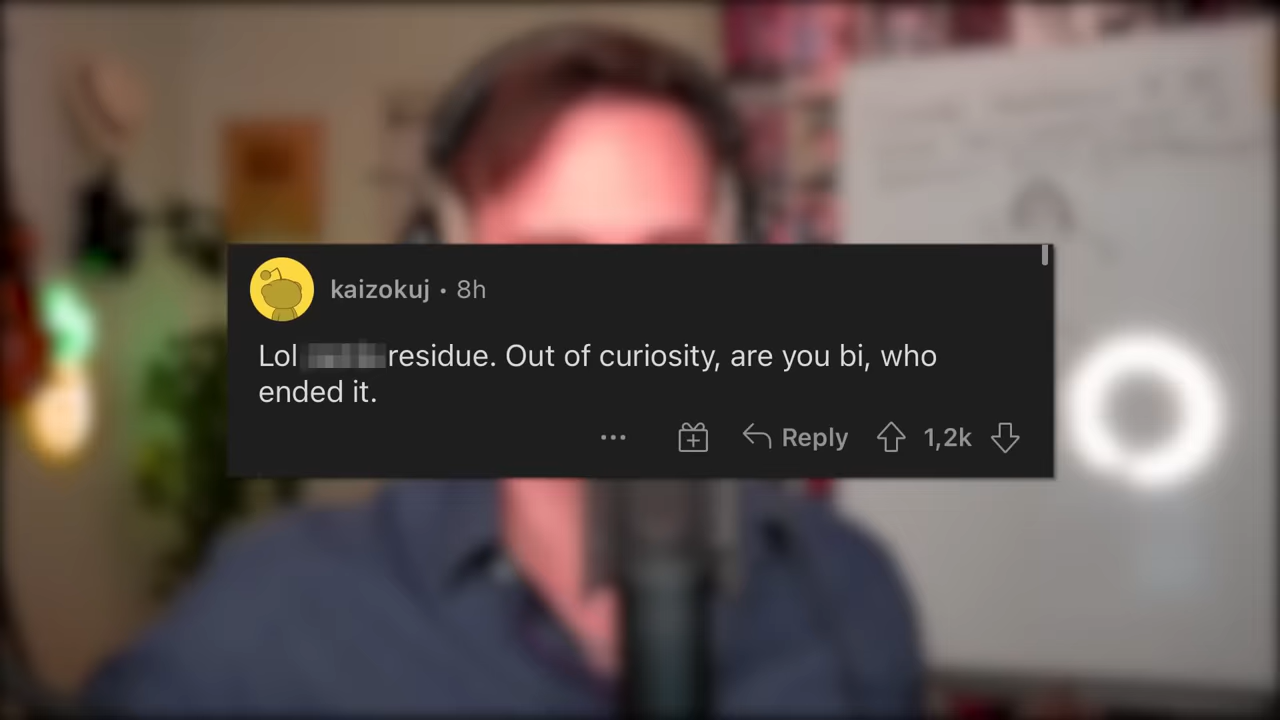 kaizokuj • 8h
Lol residue. Out of curiosity, are you bi, who
ended it.
Reply 1,2k